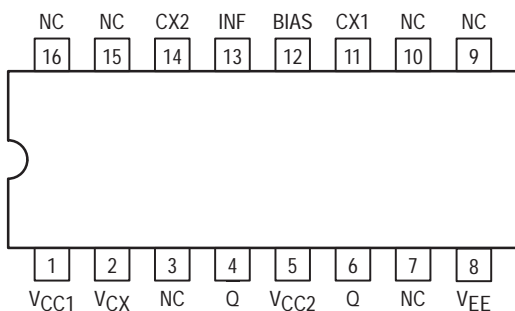 NC NC CX2 INF BIAS CX1 NC NC
16 15 14 13 12 11 10 9
1 2 3 4 5 6 7 8
VCC1 VCX NC Q̅ VCC2 Q NC VEE